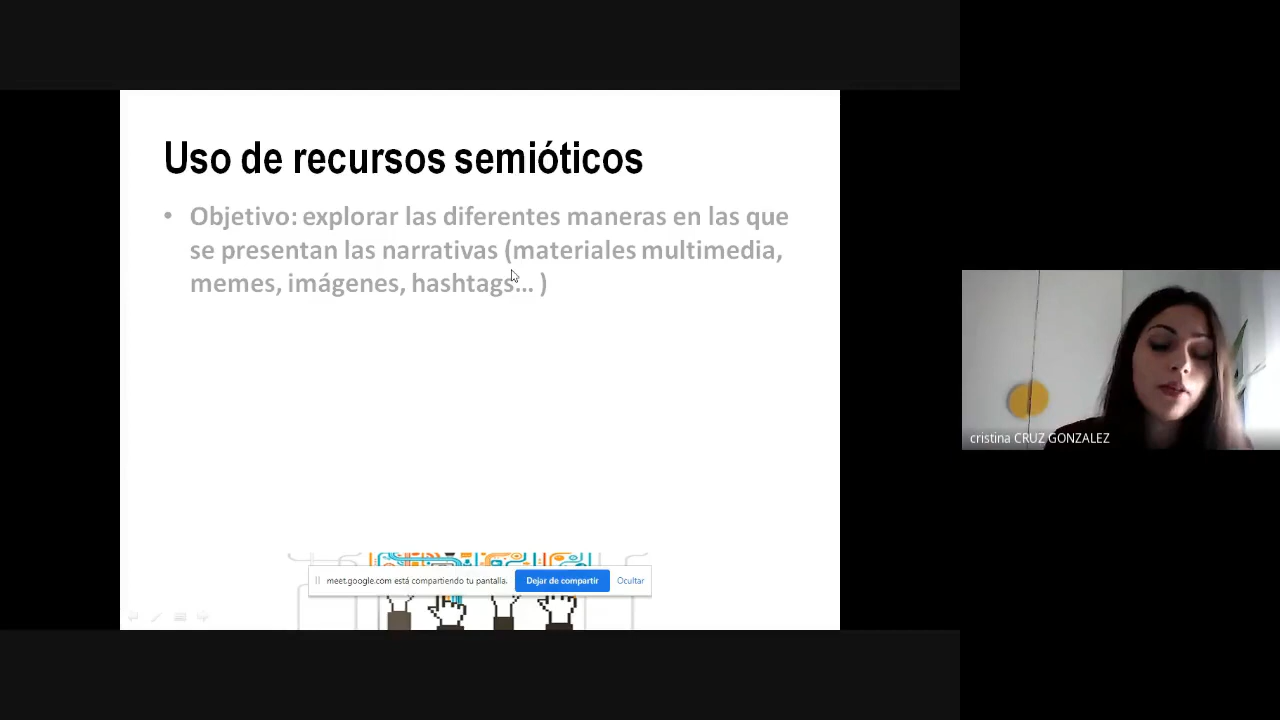 Uso de recursos semióticos
• Objetivo: explorar las diferentes maneras en las que
se presentan las narrativas (materiales multimedia,
memes, imágenes, hashtags... )
cristina CRUZ GONZALEZ
meet.google.com está compartiendo tu pantalla.
Dejar de compartir
Ocultar